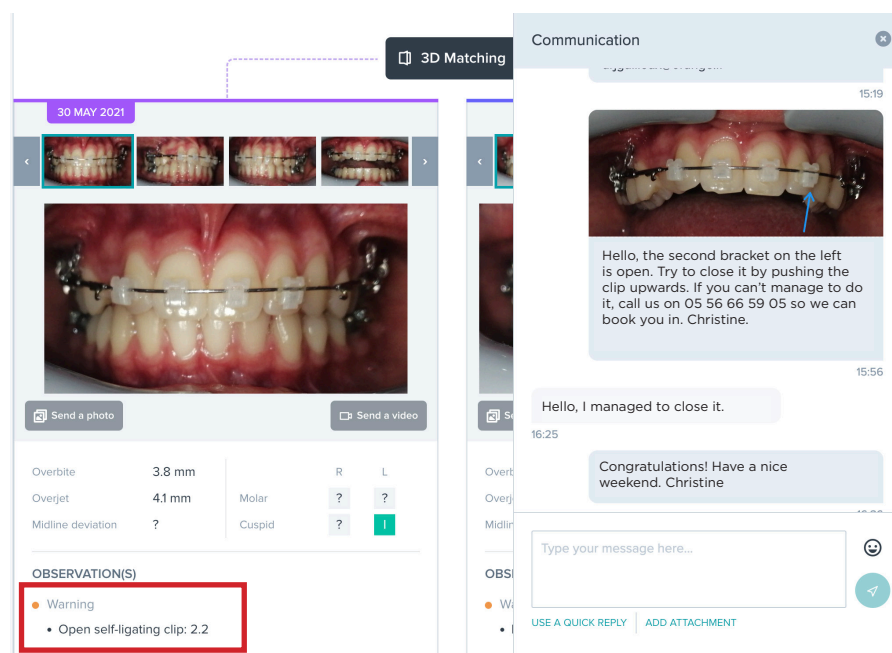 3D Matching
30 MAY 2021
Send a photo
Send a video
Overbite 3.8 mm R L
Overjet 4.1 mm Molar ? ?
Midline deviation ? Cuspid ? I
OBSERVATION(S)
Warning
• Open self-ligating clip: 2.2
OBS
Communication
15:19
Hello, the second bracket on the left
is open. Try to close it by pushing the
clip upwards. If you can't manage to do
it, call us on 05 56 66 59 05 so we can
book you in. Christine.
15:56
Hello, I managed to close it.
16:25
Congratulations! Have a nice
weekend. Christine
Type your message here...
USE A QUICK REPLY ADD ATTACHMENT